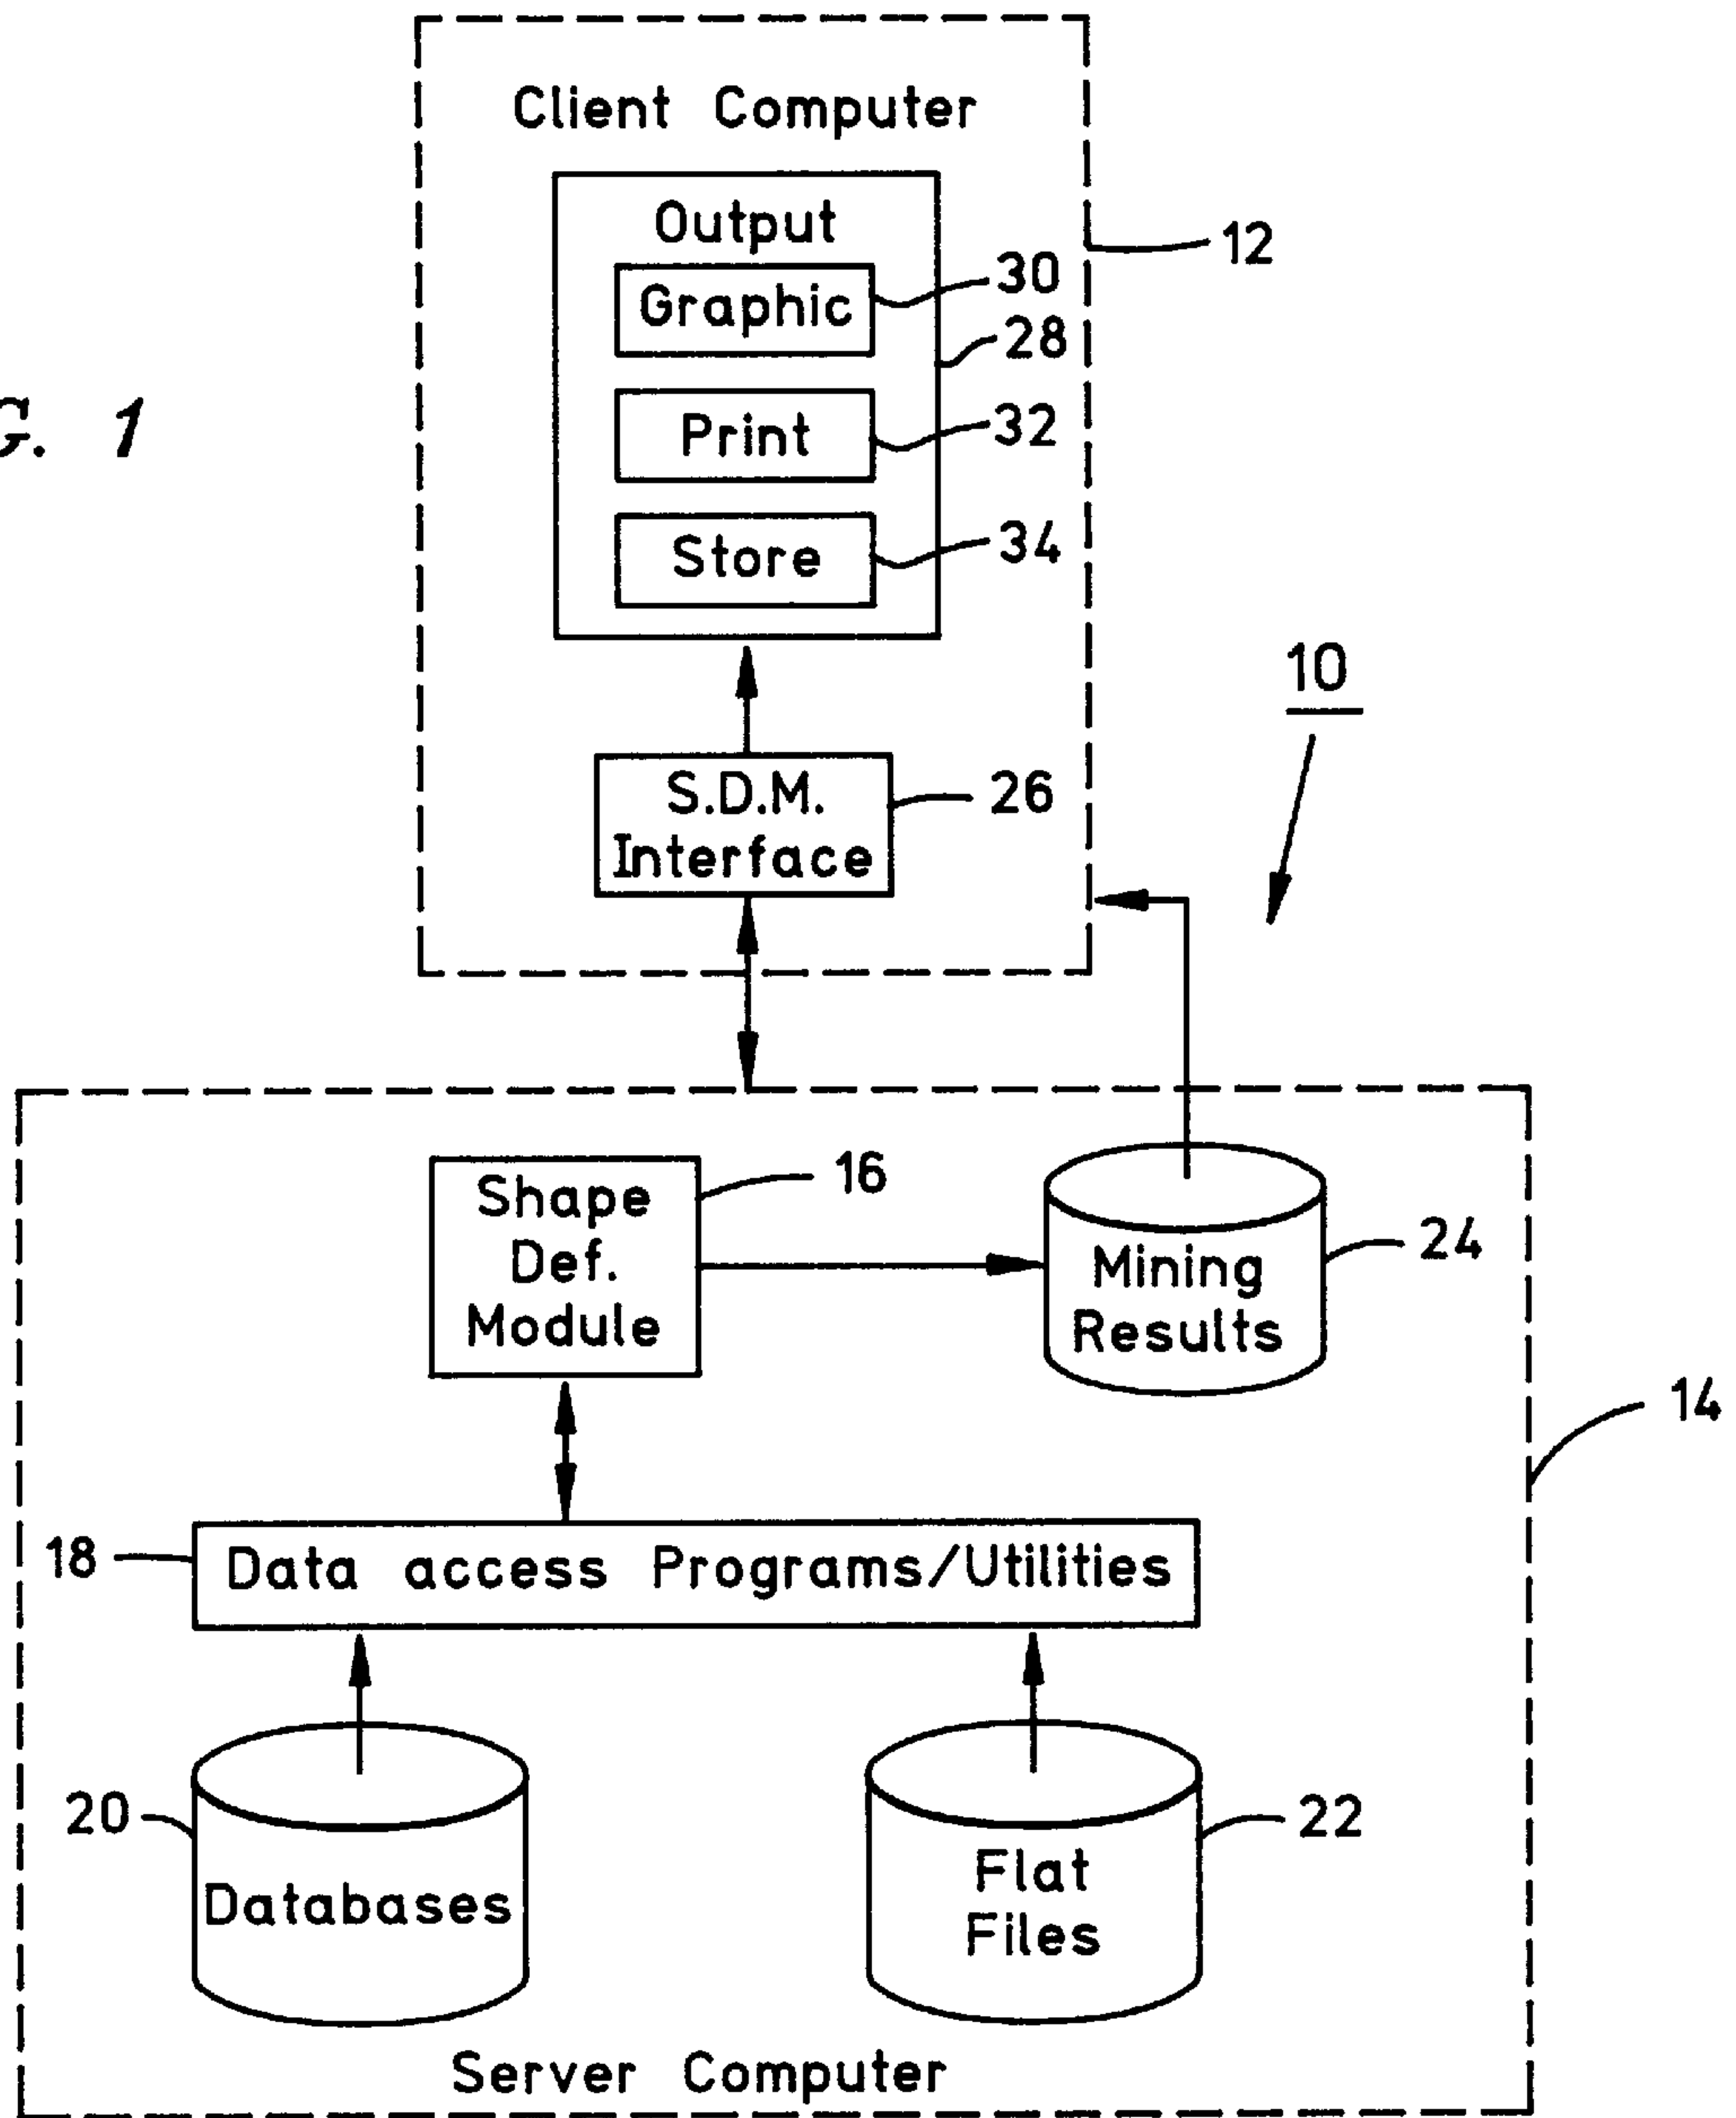 G. 1
Client Computer
12
Output
Graphic
30
28
Print
32
Store
34
10
S.D.M.
Interface
26
Shape
Def.
Module
16
Mining
Results
24
14
18
Data access Programs/Utilities
20
Databases
Flat
Files
22
Server Computer